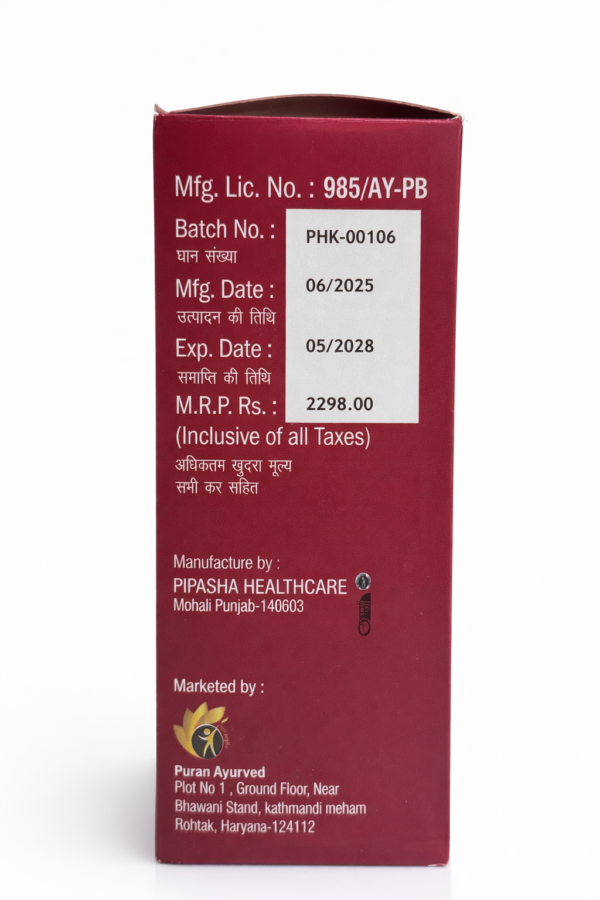 Mfg. Lic. No. : 985/AY-PB
Batch No. : PHK-00106
घान संख्या
Mfg. Date : 06/2025
उत्पादन की तिथि
Exp. Date : 05/2028
समाप्ति की तिथि
M.R.P. Rs. : 2298.00
(Inclusive of all Taxes)
अधिकतम खुदरा मूल्य
सभी कर सहित
Manufacture by :
PIPASHA HEALTHCARE
Mohali Punjab-140603
Marketed by :
Puran Ayurved
Plot No 1 , Ground Floor, Near
Bhawani Stand, kathmandi meham
Rohtak, Haryana-124112